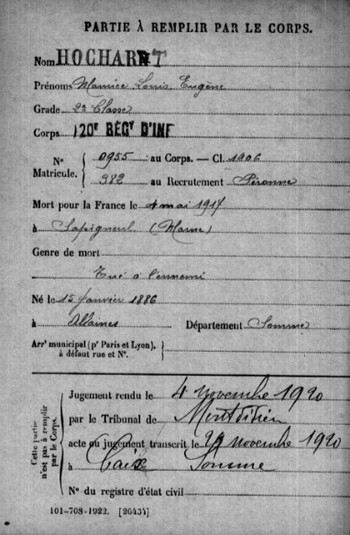 PARTIE À REMPLIR PAR LE CORPS.
Nom HOCHART
Prénoms Maurice Louis Eugène
Grade 2e Classe
Corps 120e RÉGt D'INF
N° 0955 au Corps. — Cl. 1906
Matricule. 982 au Recrutement Péronne
Mort pour la France le 4 mai 1917
à Sapigneul (Marne)
Genre de mort
Tué à l'ennemi
Né le 15 janvier 1886
à Allaines Département Somme
Arrt municipal (pr Paris et Lyon),
à défaut rue et N°.
Cette partie n'est pas à remplir par le Corps.
Jugement rendu le 4 novembre 1920
par le Tribunal de Montdidier
acte ou jugement transcrit le 29 novembre 1920
à Caix Somme
N° du registre d'état civil
101-708-1922. [26434]